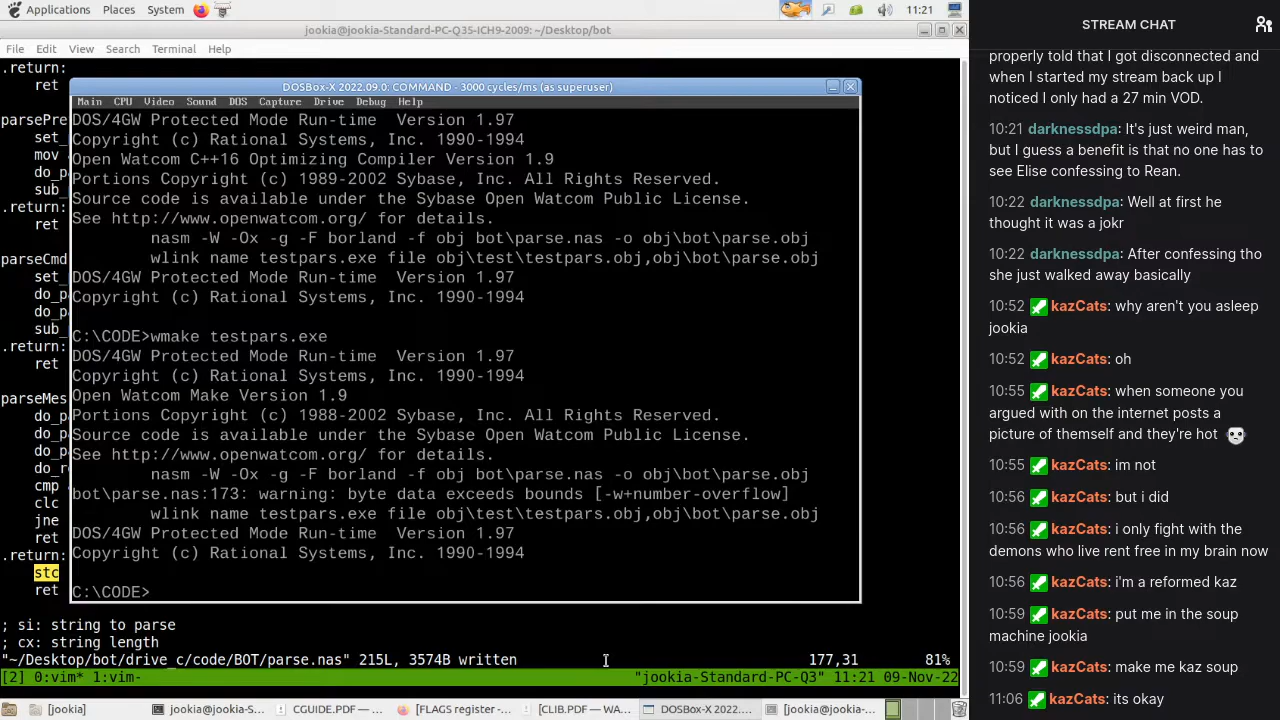 Applications Places System 11:21
jookia@jookia-Standard-PC-Q35-ICH9-2009: ~/Desktop/bot
File Edit View Search Terminal Help
.return:
ret
parsePre
set_
mov
do_p
sub_
.return:
ret
parseCmd
set_
do_p
do_p
sub_
.return:
ret
parseMes
do_p
do_p
do_p
do_r
cmp
clc
jne
ret
.return:
stc
ret
; si: string to parse
; cx: string length
"~/Desktop/bot/drive_c/code/BOT/parse.nas" 215L, 3574B written 177,31 81%
[2] 0:vim* 1:vim- "jookia-Standard-PC-Q3" 11:21 09-Nov-22
DOSBox-X 2022.09.0: COMMAND - 3000 cycles/ms (as superuser)
Main CPU Video Sound DOS Capture Drive Debug Help
DOS/4GW Protected Mode Run-time Version 1.97
Copyright (c) Rational Systems, Inc. 1990-1994
Open Watcom C++16 Optimizing Compiler Version 1.9
Portions Copyright (c) 1989-2002 Sybase, Inc. All Rights Reserved.
Source code is available under the Sybase Open Watcom Public License.
See http://www.openwatcom.org/ for details.
nasm -W -Ox -g -F borland -f obj bot\parse.nas -o obj\bot\parse.obj
wlink name testpars.exe file obj\test\testpars.obj,obj\bot\parse.obj
DOS/4GW Protected Mode Run-time Version 1.97
Copyright (c) Rational Systems, Inc. 1990-1994
C:\CODE>wmake testpars.exe
DOS/4GW Protected Mode Run-time Version 1.97
Copyright (c) Rational Systems, Inc. 1990-1994
Open Watcom Make Version 1.9
Portions Copyright (c) 1988-2002 Sybase, Inc. All Rights Reserved.
Source code is available under the Sybase Open Watcom Public License.
See http://www.openwatcom.org/ for details.
nasm -W -Ox -g -F borland -f obj bot\parse.nas -o obj\bot\parse.obj
bot\parse.nas:173: warning: byte data exceeds bounds [-w+number-overflow]
wlink name testpars.exe file obj\test\testpars.obj,obj\bot\parse.obj
DOS/4GW Protected Mode Run-time Version 1.97
Copyright (c) Rational Systems, Inc. 1990-1994
C:\CODE>
[jookia] jookia@jookia-S... CGUIDE.PDF — ... [FLAGS register -... [CLIB.PDF — WA... DOSBox-X 2022.... [jookia@jookia-...
STREAM CHAT
properly told that I got disconnected and
when I started my stream back up I
noticed I only had a 27 min VOD.
10:21 darknessdpa: It's just weird man,
but I guess a benefit is that no one has to
see Elise confessing to Rean.
10:22 darknessdpa: Well at first he
thought it was a jokr
10:22 darknessdpa: After confessing tho
she just walked away basically
10:52 kazCats: why aren't you asleep
jookia
10:52 kazCats: oh
10:55 kazCats: when someone you
argued with on the internet posts a
picture of themself and they're hot
10:55 kazCats: im not
10:56 kazCats: but i did
10:56 kazCats: i only fight with the
demons who live rent free in my brain now
10:56 kazCats: i'm a reformed kaz
10:59 kazCats: put me in the soup
machine jookia
10:59 kazCats: make me kaz soup
11:06 kazCats: its okay